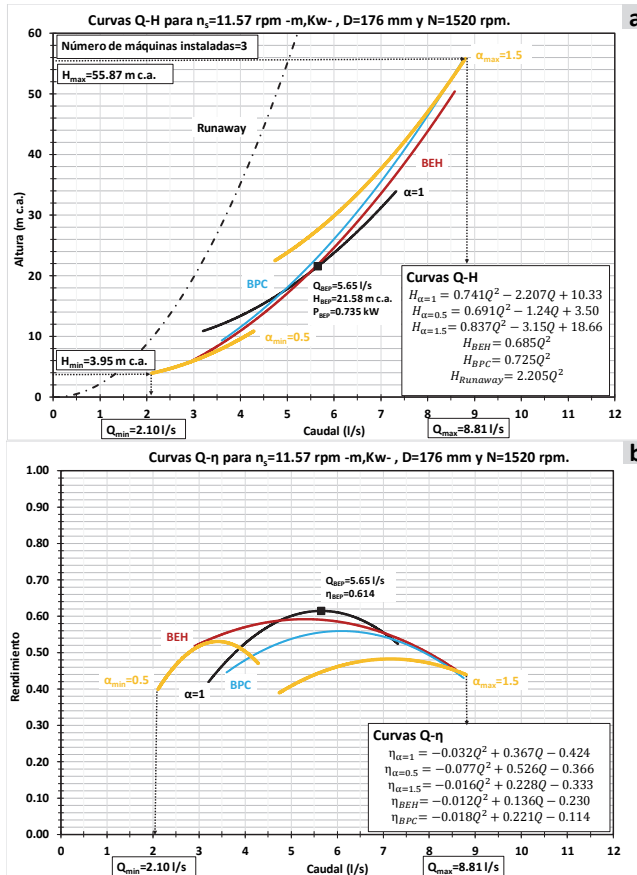 Curvas Q-H para nₛ=11.57 rpm -m,Kw- , D=176 mm y N=1520 rpm.
a
Número de máquinas instaladas=3
Hmax=55.87 m c.a.
αmax=1.5
Runaway
BEH
α=1
BPC
QBEP=5.65 l/s
HBEP=21.58 m c.a.
PBEP=0.735 kW
αmin=0.5
Hmin=3.95 m c.a.
Curvas Q-H
Hα=1 = 0.741Q² − 2.207Q + 10.33
Hα=0.5 = 0.691Q² − 1.24Q + 3.50
Hα=1.5 = 0.837Q² − 3.15Q + 18.66
HBEH = 0.685Q²
HBPC = 0.725Q²
HRunaway = 2.205Q²
Altura (m c.a.)
60
50
40
30
20
10
0
0 1 2 3 4 5 6 7 8 9 10 11 12
Qmin=2.10 l/s
Caudal (l/s)
Qmax=8.81 l/s
b
Curvas Q-η para nₛ=11.57 rpm -m,Kw- , D=176 mm y N=1520 rpm.
1.00
0.90
0.80
0.70
0.60
0.50
0.40
0.30
0.20
0.10
0.00
Rendimiento
QBEP=5.65 l/s
ηBEP=0.614
BEH
αmin=0.5
α=1
BPC
αmax=1.5
Curvas Q-η
ηα=1 = −0.032Q² + 0.367Q − 0.424
ηα=0.5 = −0.077Q² + 0.526Q − 0.366
ηα=1.5 = −0.016Q² + 0.228Q − 0.333
ηBEH = −0.012Q² + 0.136Q − 0.230
ηBPC = −0.018Q² + 0.221Q − 0.114
0 1 2 3 4 5 6 7 8 9 10 11 12
Qmin=2.10 l/s
Caudal (l/s)
Qmax=8.81 l/s